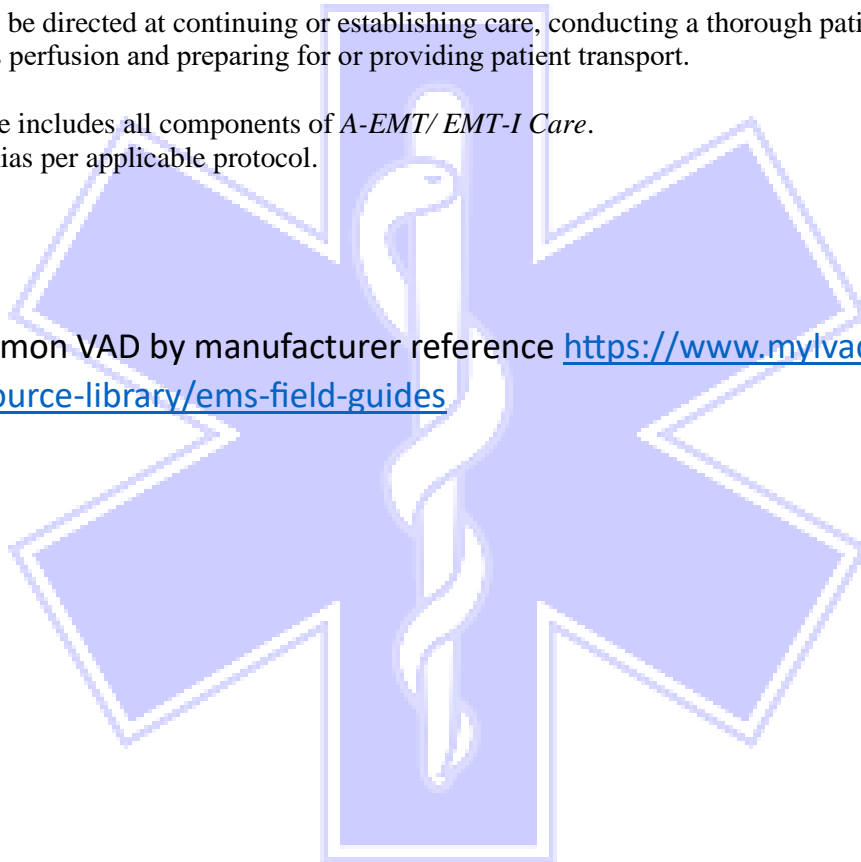 be directed at continuing or establishing care, conducting a thorough pati
s perfusion and preparing for or providing patient transport.
e includes all components of A-EMT/ EMT-I Care.
ias per applicable protocol.
mon VAD by manufacturer reference https://www.mylvad
ource-library/ems-field-guides